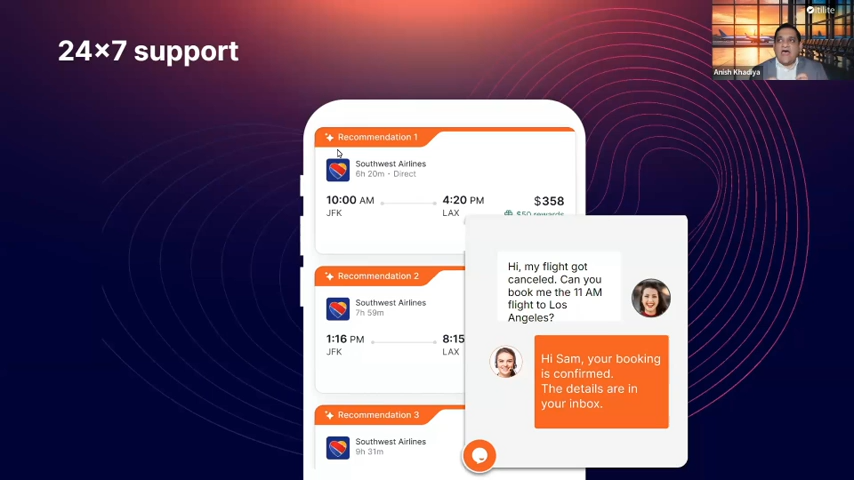 itilite
24×7 support
Anish Khadiya
Recommendation 1
Southwest Airlines
6h 20m - Direct
10:00 AM
4:20 PM
$358
JFK
LAX
$50 rewards
Recommendation 2
Southwest Airlines
7h 59m
1:16 PM
8:15
JFK
LAX
Recommendation 3
Southwest Airlines
9h 31m
Hi, my flight got
canceled. Can you
book me the 11 AM
flight to Los
Angeles?
Hi Sam, your booking
is confirmed.
The details are in
your inbox.